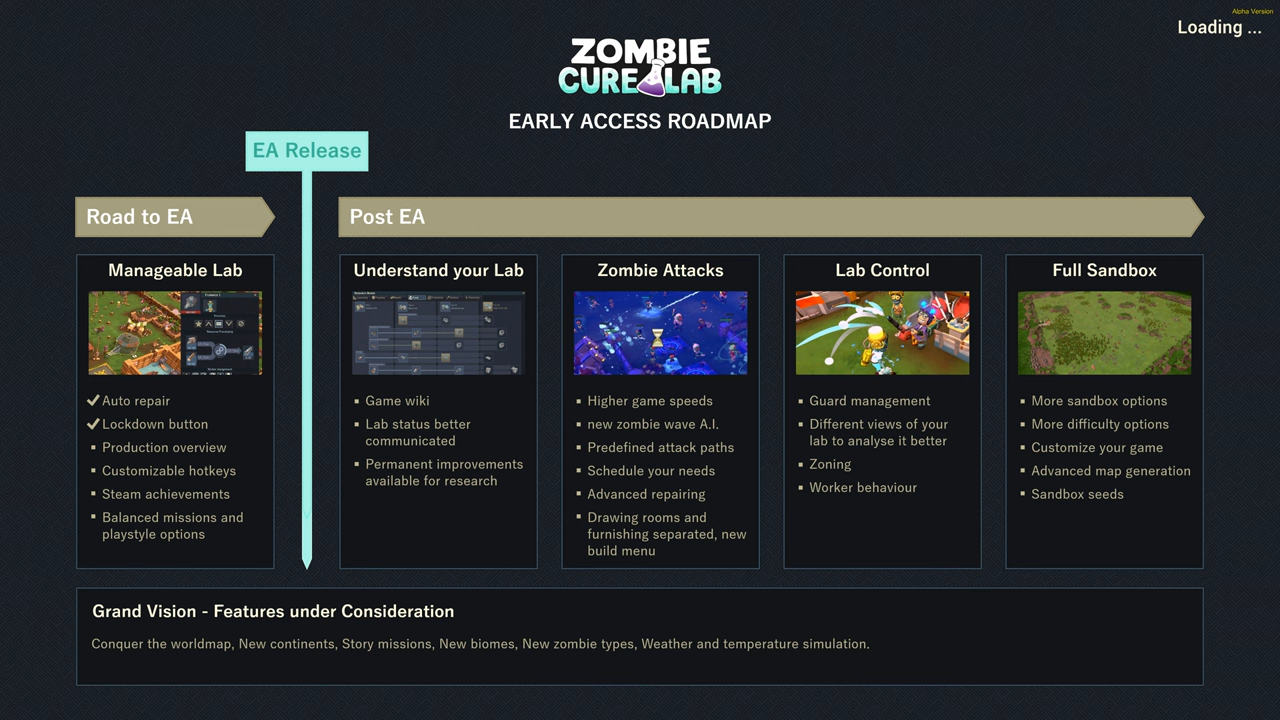 Alpha Version
Loading ...
ZOMBIE
CURE LAB
EARLY ACCESS ROADMAP
EA Release
Road to EA
Post EA
Manageable Lab
Auto repair
Lockdown button
Production overview
Customizable hotkeys
Steam achievements
Balanced missions and
playstyle options
Understand your Lab
Game wiki
Lab status better
communicated
Permanent improvements
available for research
Zombie Attacks
Higher game speeds
new zombie wave A.I.
Predefined attack paths
Schedule your needs
Advanced repairing
Drawing rooms and
furnishing separated, new
build menu
Lab Control
Guard management
Different views of your
lab to analyse it better
Zoning
Worker behaviour
Full Sandbox
More sandbox options
More difficulty options
Customize your game
Advanced map generation
Sandbox seeds
Grand Vision - Features under Consideration
Conquer the worldmap, New continents, Story missions, New biomes, New zombie types, Weather and temperature simulation.